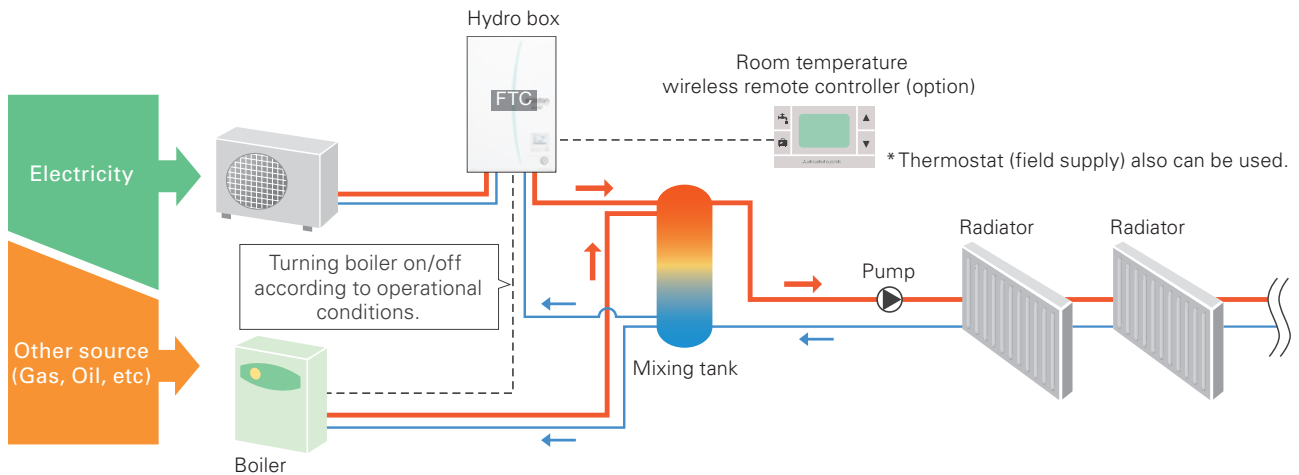 Hydro box
FTC
Room temperature
wireless remote controller (option)
* Thermostat (field supply) also can be used.
Electricity
Turning boiler on/off
according to operational
conditions.
Radiator
Radiator
Pump
Other source
(Gas, Oil, etc)
Mixing tank
Boiler